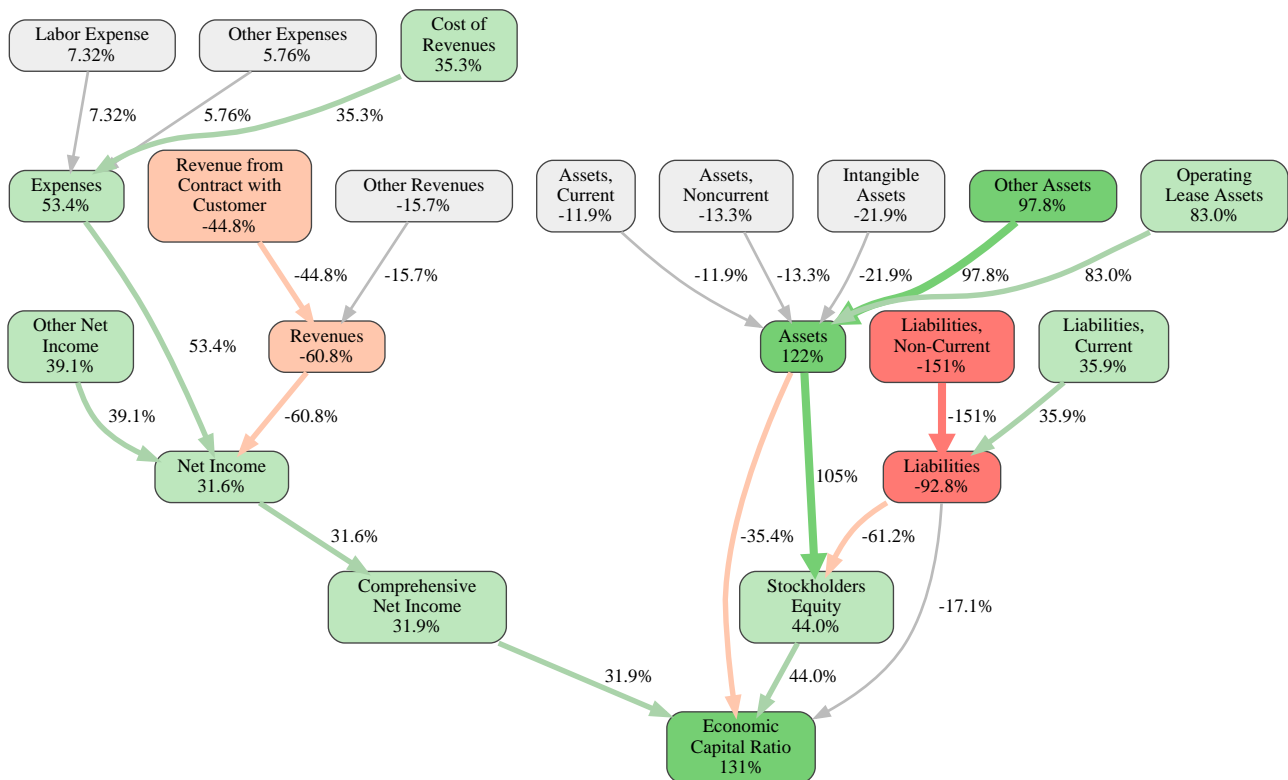 Labor Expense
7.32%
Other Expenses
5.76%
Cost of
Revenues
35.3%
7.32%
5.76%
35.3%
Expenses
53.4%
Revenue from
Contract with
Customer
-44.8%
Other Revenues
-15.7%
Assets,
Current
-11.9%
Assets,
Noncurrent
-13.3%
Intangible
Assets
-21.9%
Other Assets
97.8%
Operating
Lease Assets
83.0%
-44.8%
-15.7%
-11.9%
-13.3%
-21.9%
97.8%
83.0%
Other Net
Income
39.1%
53.4%
Revenues
-60.8%
Assets
122%
Liabilities,
Non-Current
-151%
Liabilities,
Current
35.9%
39.1%
-60.8%
-151%
35.9%
Net Income
31.6%
105%
Liabilities
-92.8%
31.6%
-35.4%
-61.2%
Comprehensive
Net Income
31.9%
Stockholders
Equity
44.0%
-17.1%
31.9%
44.0%
Economic
Capital Ratio
131%